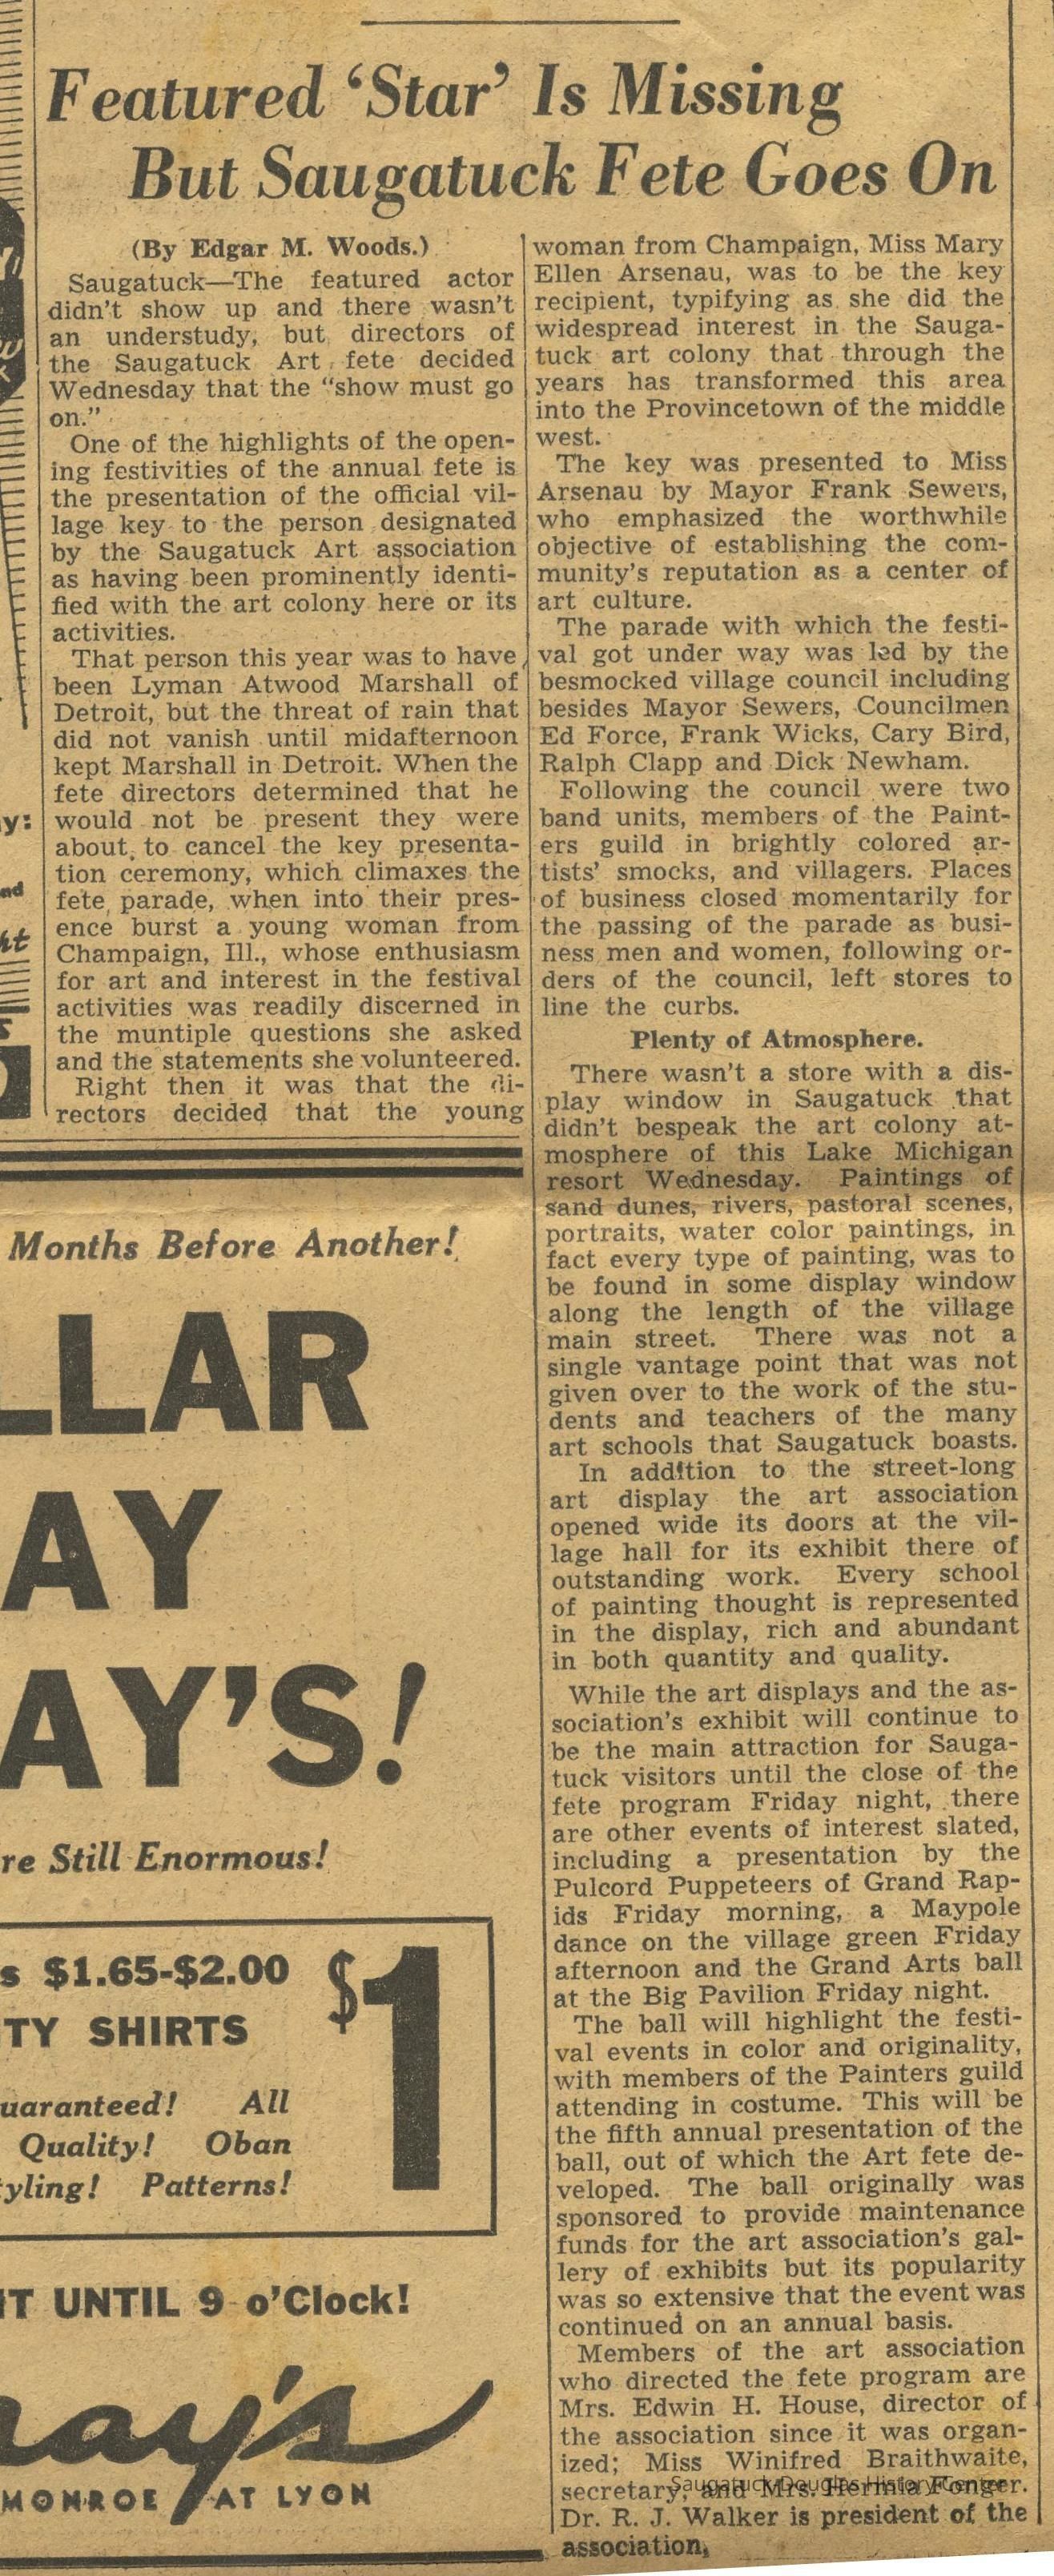 Featured ‘Star’ Is Missing
But Saugatuck Fete Goes On
(By Edgar M. Woods.)
Saugatuck—The featured actor
didn't show up and there wasn't
an understudy, but directors of
the Saugatuck Art fete decided
Wednesday that the "show must go
on."
One of the highlights of the open-
ing festivities of the annual fete is
the presentation of the official vil-
lage key to the person designated
by the Saugatuck Art association
as having been prominently identi-
fied with the art colony here or its
activities.
That person this year was to have
been Lyman Atwood Marshall of
Detroit, but the threat of rain that
did not vanish until midafternoon
kept Marshall in Detroit. When the
fete directors determined that he
would not be present they were
about to cancel the key presenta-
tion ceremony, which climaxes the
fete parade, when into their pres-
ence burst a young woman from
Champaign, Ill., whose enthusiasm
for art and interest in the festival
activities was readily discerned in
the muntiple questions she asked
and the statements she volunteered.
Right then it was that the di-
rectors decided that the young
woman from Champaign, Miss Mary
Ellen Arsenau, was to be the key
recipient, typifying as she did the
widespread interest in the Sauga-
tuck art colony that through the
years has transformed this area
into the Provincetown of the middle
west.
The key was presented to Miss
Arsenau by Mayor Frank Sewers,
who emphasized the worthwhile
objective of establishing the com-
munity's reputation as a center of
art culture.
The parade with which the festi-
val got under way was led by the
besmocked village council including
besides Mayor Sewers, Councilmen
Ed Force, Frank Wicks, Cary Bird,
Ralph Clapp and Dick Newham.
Following the council were two
band units, members of the Paint-
ers guild in brightly colored ar-
tists' smocks, and villagers. Places
of business closed momentarily for
the passing of the parade as busi-
ness men and women, following or-
ders of the council, left stores to
line the curbs.
Plenty of Atmosphere.
There wasn't a store with a dis-
play window in Saugatuck that
didn't bespeak the art colony at-
mosphere of this Lake Michigan
resort Wednesday. Paintings of
sand dunes, rivers, pastoral scenes,
portraits, water color paintings, in
fact every type of painting, was to
be found in some display window
along the length of the village
main street. There was not a
single vantage point that was not
given over to the work of the stu-
dents and teachers of the many
art schools that Saugatuck boasts.
In addition to the street-long
art display the art association
opened wide its doors at the vil-
lage hall for its exhibit there of
outstanding work. Every school
of painting thought is represented
in the display, rich and abundant
in both quantity and quality.
While the art displays and the as-
sociation's exhibit will continue to
be the main attraction for Sauga-
tuck visitors until the close of the
fete program Friday night, there
are other events of interest slated,
including a presentation by the
Pulcord Puppeteers of Grand Rap-
ids Friday morning, a Maypole
dance on the village green Friday
afternoon and the Grand Arts ball
at the Big Pavilion Friday night.
The ball will highlight the festi-
val events in color and originality,
with members of the Painters guild
attending in costume. This will be
the fifth annual presentation of the
ball, out of which the Art fete de-
veloped. The ball originally was
sponsored to provide maintenance
funds for the art association's gal-
lery of exhibits but its popularity
was so extensive that the event was
continued on an annual basis.
Members of the art association
who directed the fete program are
Mrs. Edwin H. House, director of
the association since it was organ-
ized; Miss Winifred Braithwaite,
secretary, and Mrs. Hermia Fonger.
Dr. R. J. Walker is president of the
association.
Saugatuck-Douglas History Center
y:
Months Before Another!
LLAR
AY
AY'S!
re Still Enormous!
s $1.65-$2.00
TY SHIRTS
$1
uaranteed! All
Quality! Oban
yling! Patterns!
IT UNTIL 9 o'Clock!
ay's
MONROE AT LYON